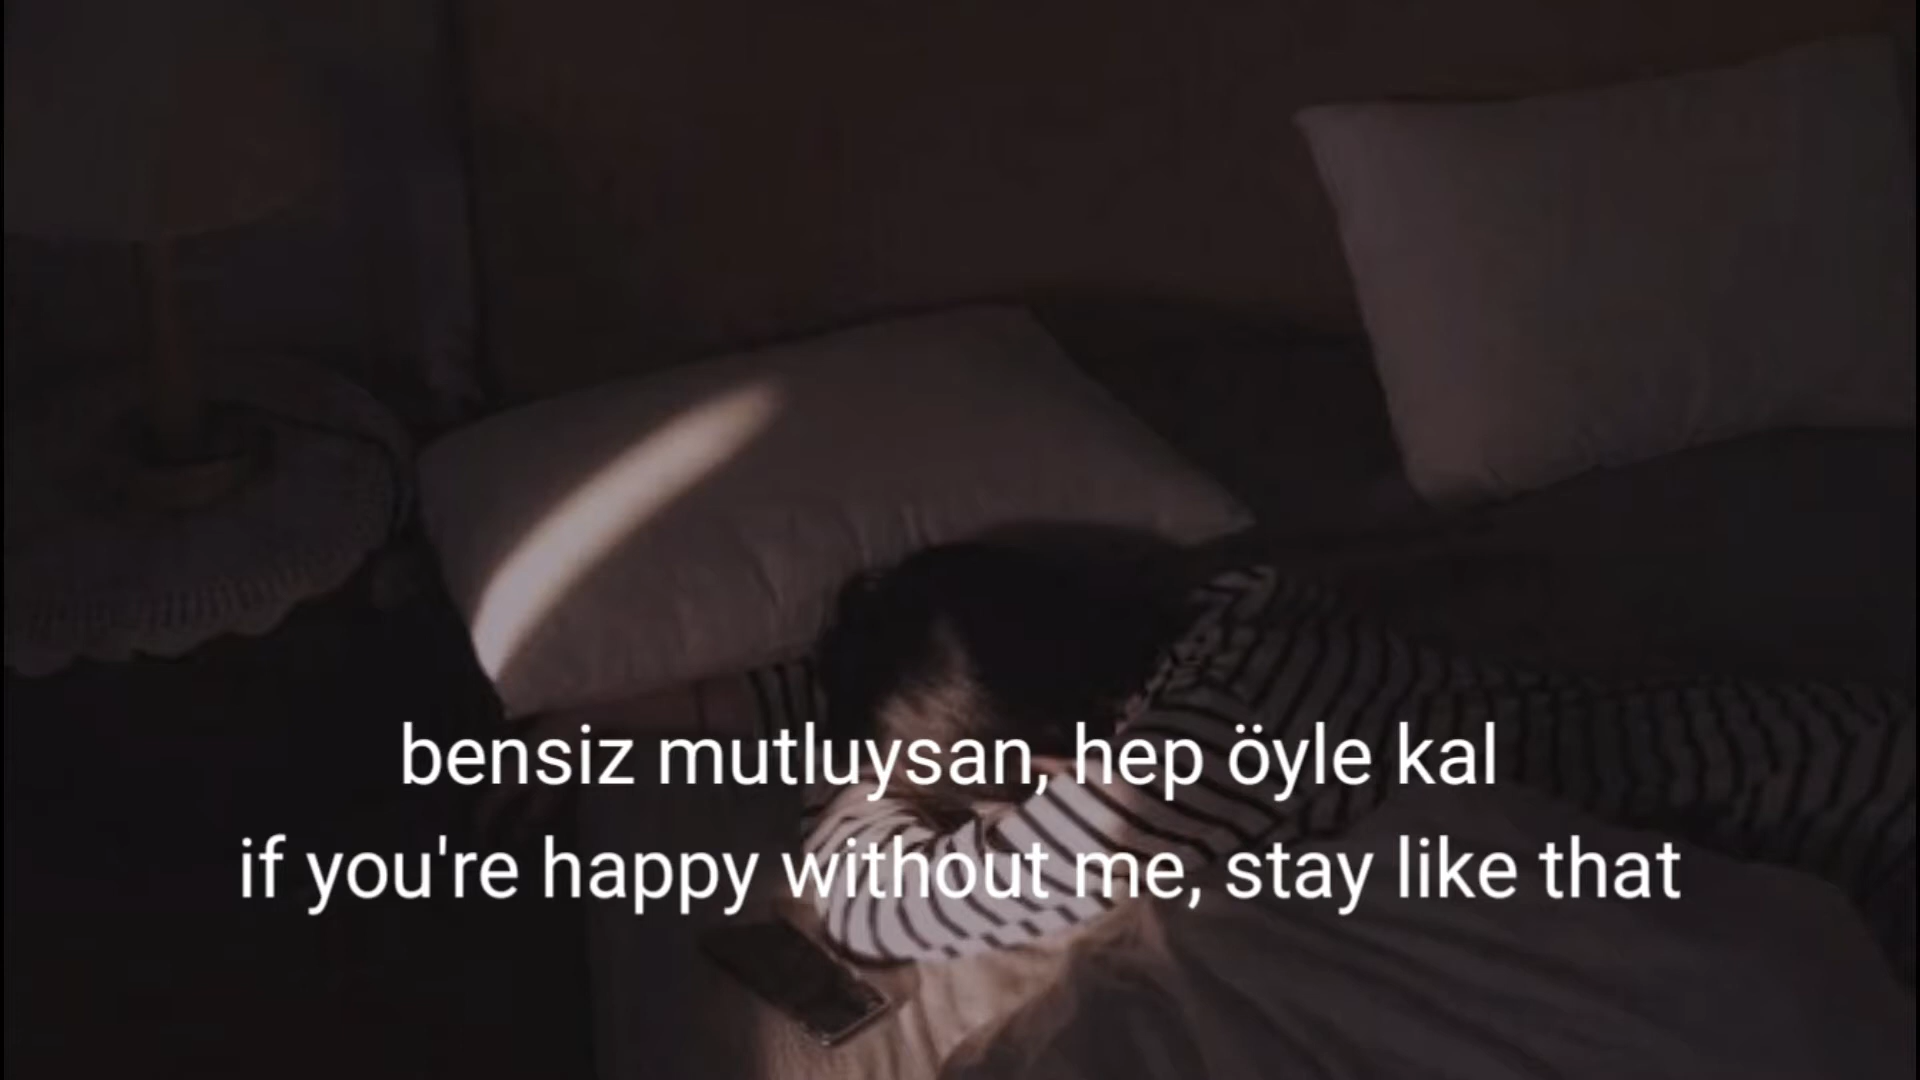 bensiz mutluysan, hep öyle kal
if you're happy without me, stay like that